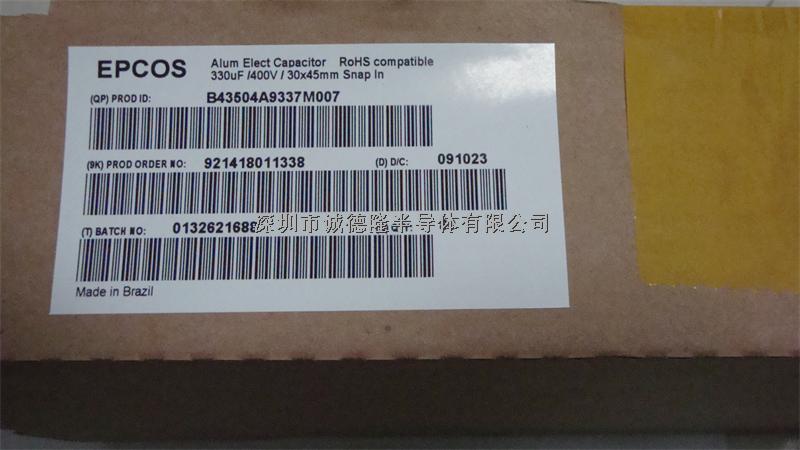 EPCOS
Alum Elect Capacitor RoHS compatible
330uF /400V / 30x45mm Snap In
(QP) PROD ID: B43504A9337M007
(9K) PROD ORDER NO: 921418011338 (D) D/C: 091023
(T) BATCH NO:
深圳市诚德隆半导体有限公司
Made in Brazil